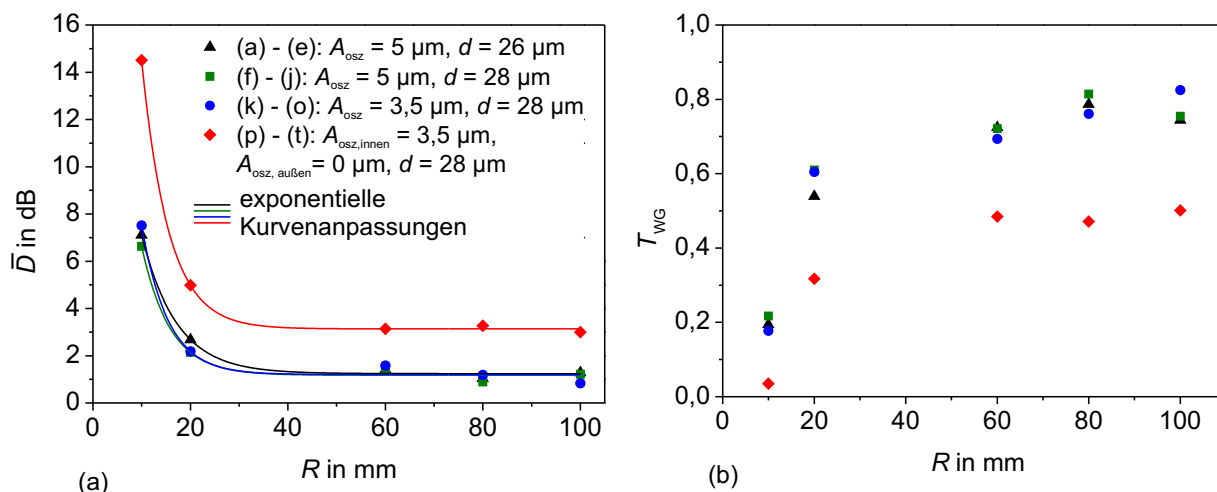 16
14
12
10
8
6
4
2
0
D̅ in dB
(a) - (e): Aosz = 5 µm, d = 26 µm
(f) - (j): Aosz = 5 µm, d = 28 µm
(k) - (o): Aosz = 3,5 µm, d = 28 µm
(p) - (t): Aosz,innen = 3,5 µm,
Aosz, außen= 0 µm, d = 28 µm
exponentielle
Kurvenanpassungen
0 20 40 60 80 100
R in mm
(a)
1,0
0,8
0,6
0,4
0,2
0,0
TWG
0 20 40 60 80 100
R in mm
(b)